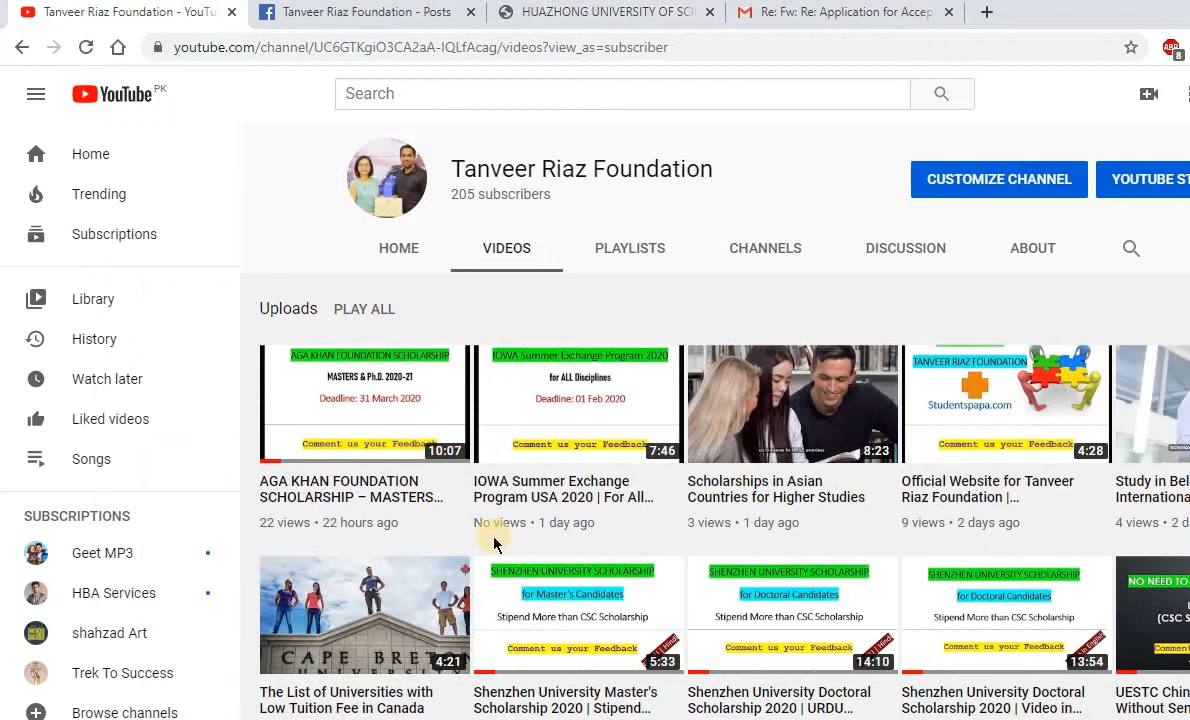 Tanveer Riaz Foundation - YouTu
Tanveer Riaz Foundation - Posts
HUAZHONG UNIVERSITY OF SCI
Re: Fw: Re: Application for Accep
youtube.com/channel/UC6GTKgiO3CA2aA-IQLfAcag/videos?view_as=subscriber
ABP
8
YouTube PK
Search
Home
Trending
Subscriptions
Library
History
Watch later
Liked videos
Songs
SUBSCRIPTIONS
Geet MP3
HBA Services
shahzad Art
Trek To Success
Browse channels
Tanveer Riaz Foundation
205 subscribers
CUSTOMIZE CHANNEL
YOUTUBE ST
HOME
VIDEOS
PLAYLISTS
CHANNELS
DISCUSSION
ABOUT
Uploads PLAY ALL
AGA KHAN FOUNDATION SCHOLARSHIP
MASTERS & Ph.D. 2020-21
Deadline: 31 March 2020
Comment us your Feedback
10:07
AGA KHAN FOUNDATION
SCHOLARSHIP – MASTERS...
22 views • 22 hours ago
IOWA Summer Exchange Program 2020
for ALL Disciplines
Deadline: 01 Feb 2020
Comment us your Feedback
7:46
IOWA Summer Exchange
Program USA 2020 | For All...
No views • 1 day ago
8:23
Scholarships in Asian
Countries for Higher Studies
3 views • 1 day ago
TANVEER RIAZ FOUNDATION
Studentspapa.com
Comment us your Feedback
4:28
Official Website for Tanveer
Riaz Foundation |...
9 views • 2 days ago
Study in Bel
International
4 views • 2 d
CAPE BRETON
UNIVERSITY
4:21
The List of Universities with
Low Tuition Fee in Canada
SHENZHEN UNIVERSITY SCHOLARSHIP
for Master's Candidates
Stipend More than CSC Scholarship
Comment us your Feedback
5:33
Shenzhen University Master's
Scholarship 2020 | Stipend...
SHENZHEN UNIVERSITY SCHOLARSHIP
for Doctoral Candidates
Stipend More than CSC Scholarship
Comment us your Feedback
14:10
Shenzhen University Doctoral
Scholarship 2020 | URDU...
SHENZHEN UNIVERSITY SCHOLARSHIP
for Doctoral Candidates
Stipend More than CSC Scholarship
Comment us your Feedback
13:54
Shenzhen University Doctoral
Scholarship 2020 | Video in...
NO NEED TO
(CSC S
Comment
UESTC Chin
Without Sen